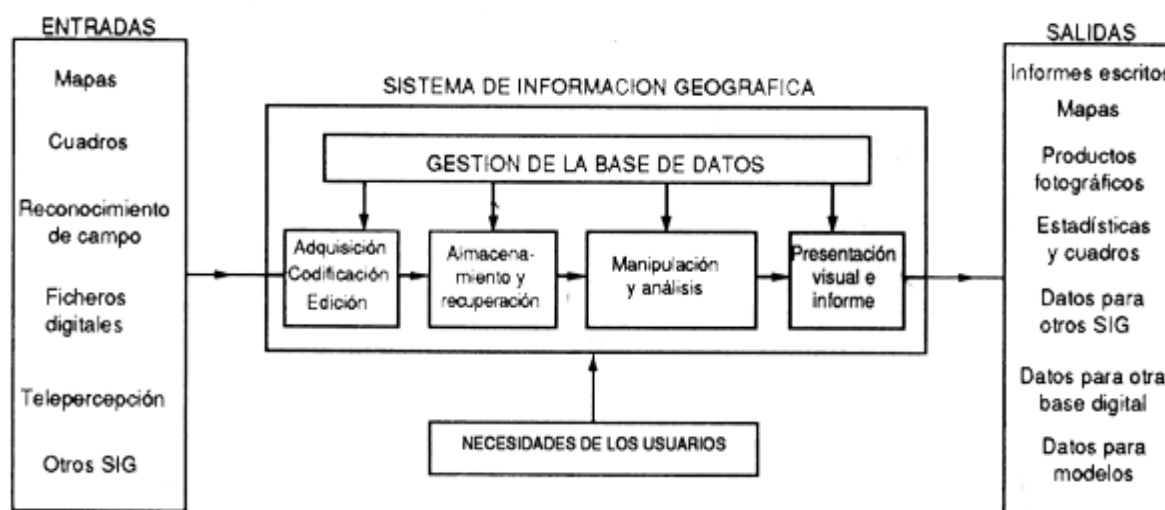 ENTRADAS
Mapas
Cuadros
Reconocimiento
de campo
Ficheros
digitales
Telepercepción
Otros SIG
SISTEMA DE INFORMACION GEOGRAFICA
GESTION DE LA BASE DE DATOS
Adquisición
Codificación
Edición
Almacena-
miento y
recuperación
Manipulación
y análisis
Presentación
visual e
informe
NECESIDADES DE LOS USUARIOS
SALIDAS
Informes escritos
Mapas
Productos
fotográficos
Estadísticas
y cuadros
Datos para
otros SIG
Datos para otra
base digital
Datos para
modelos